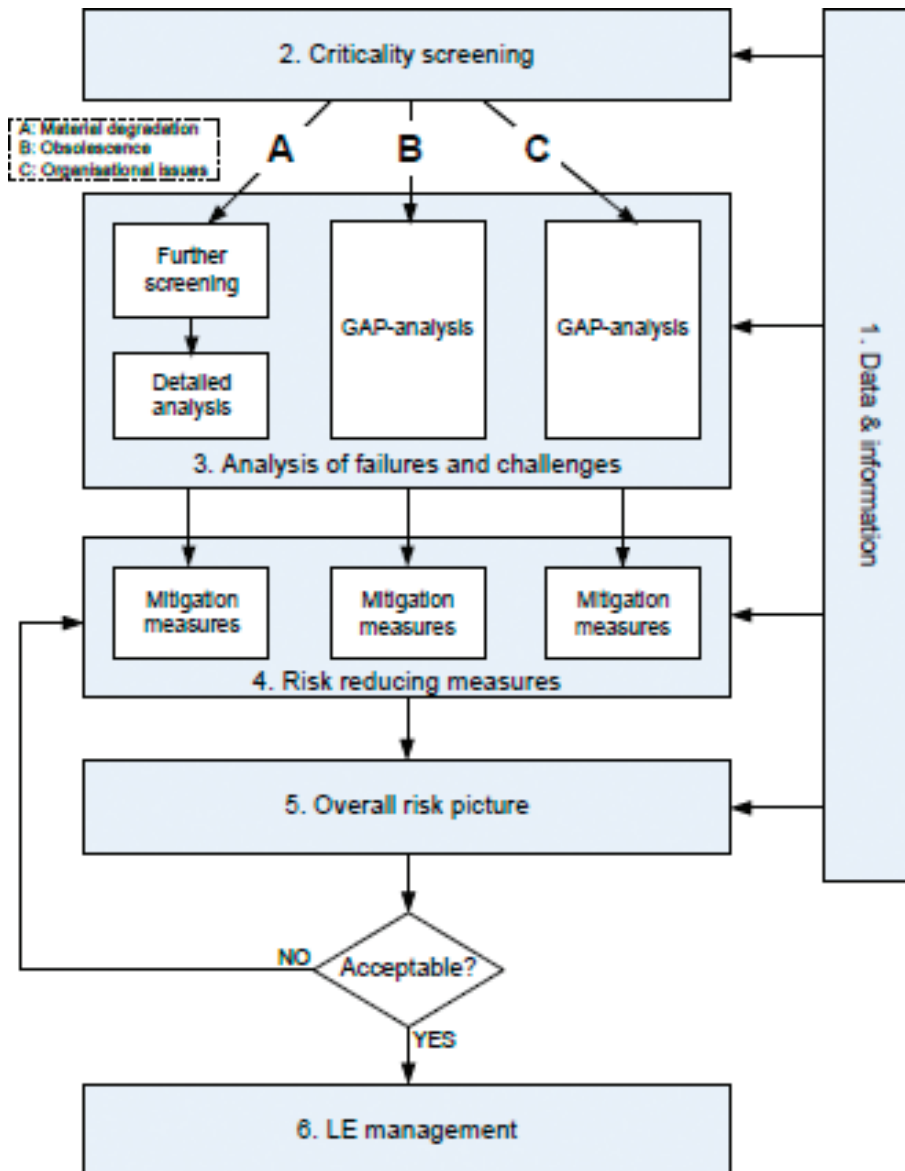 2. Criticality screening
A: Material degradation
B: Obsolescence
C: Organisational issues
A
B
C
Further
screening
Detailed
analysis
GAP-analysis
GAP-analysis
3. Analysis of failures and challenges
1. Data & information
Mitigation
measures
Mitigation
measures
Mitigation
measures
4. Risk reducing measures
5. Overall risk picture
Acceptable?
NO
YES
6. LE management